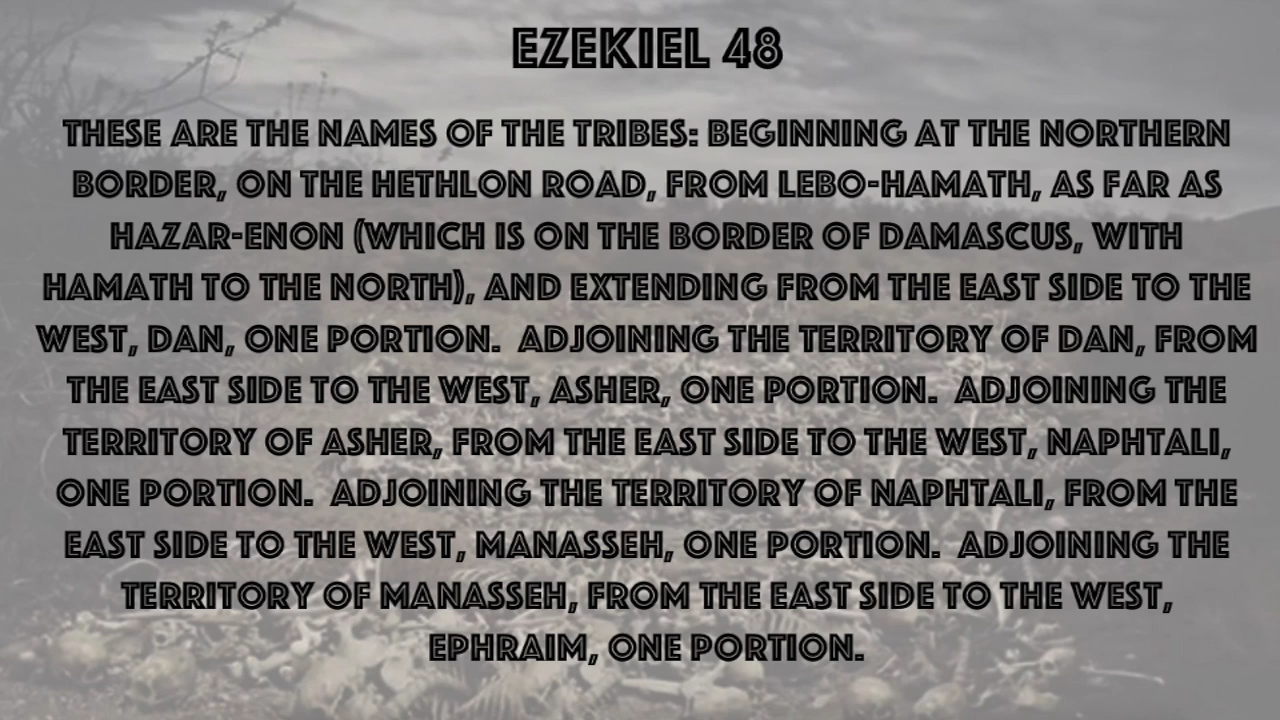 EZEKIEL 48
THESE ARE THE NAMES OF THE TRIBES: BEGINNING AT THE NORTHERN
BORDER, ON THE HETHLON ROAD, FROM LEBO-HAMATH, AS FAR AS
HAZAR-ENON (WHICH IS ON THE BORDER OF DAMASCUS, WITH
HAMATH TO THE NORTH), AND EXTENDING FROM THE EAST SIDE TO THE
WEST, DAN, ONE PORTION.  ADJOINING THE TERRITORY OF DAN, FROM
THE EAST SIDE TO THE WEST, ASHER, ONE PORTION.  ADJOINING THE
TERRITORY OF ASHER, FROM THE EAST SIDE TO THE WEST, NAPHTALI,
ONE PORTION.  ADJOINING THE TERRITORY OF NAPHTALI, FROM THE
EAST SIDE TO THE WEST, MANASSEH, ONE PORTION.  ADJOINING THE
TERRITORY OF MANASSEH, FROM THE EAST SIDE TO THE WEST,
EPHRAIM, ONE PORTION.